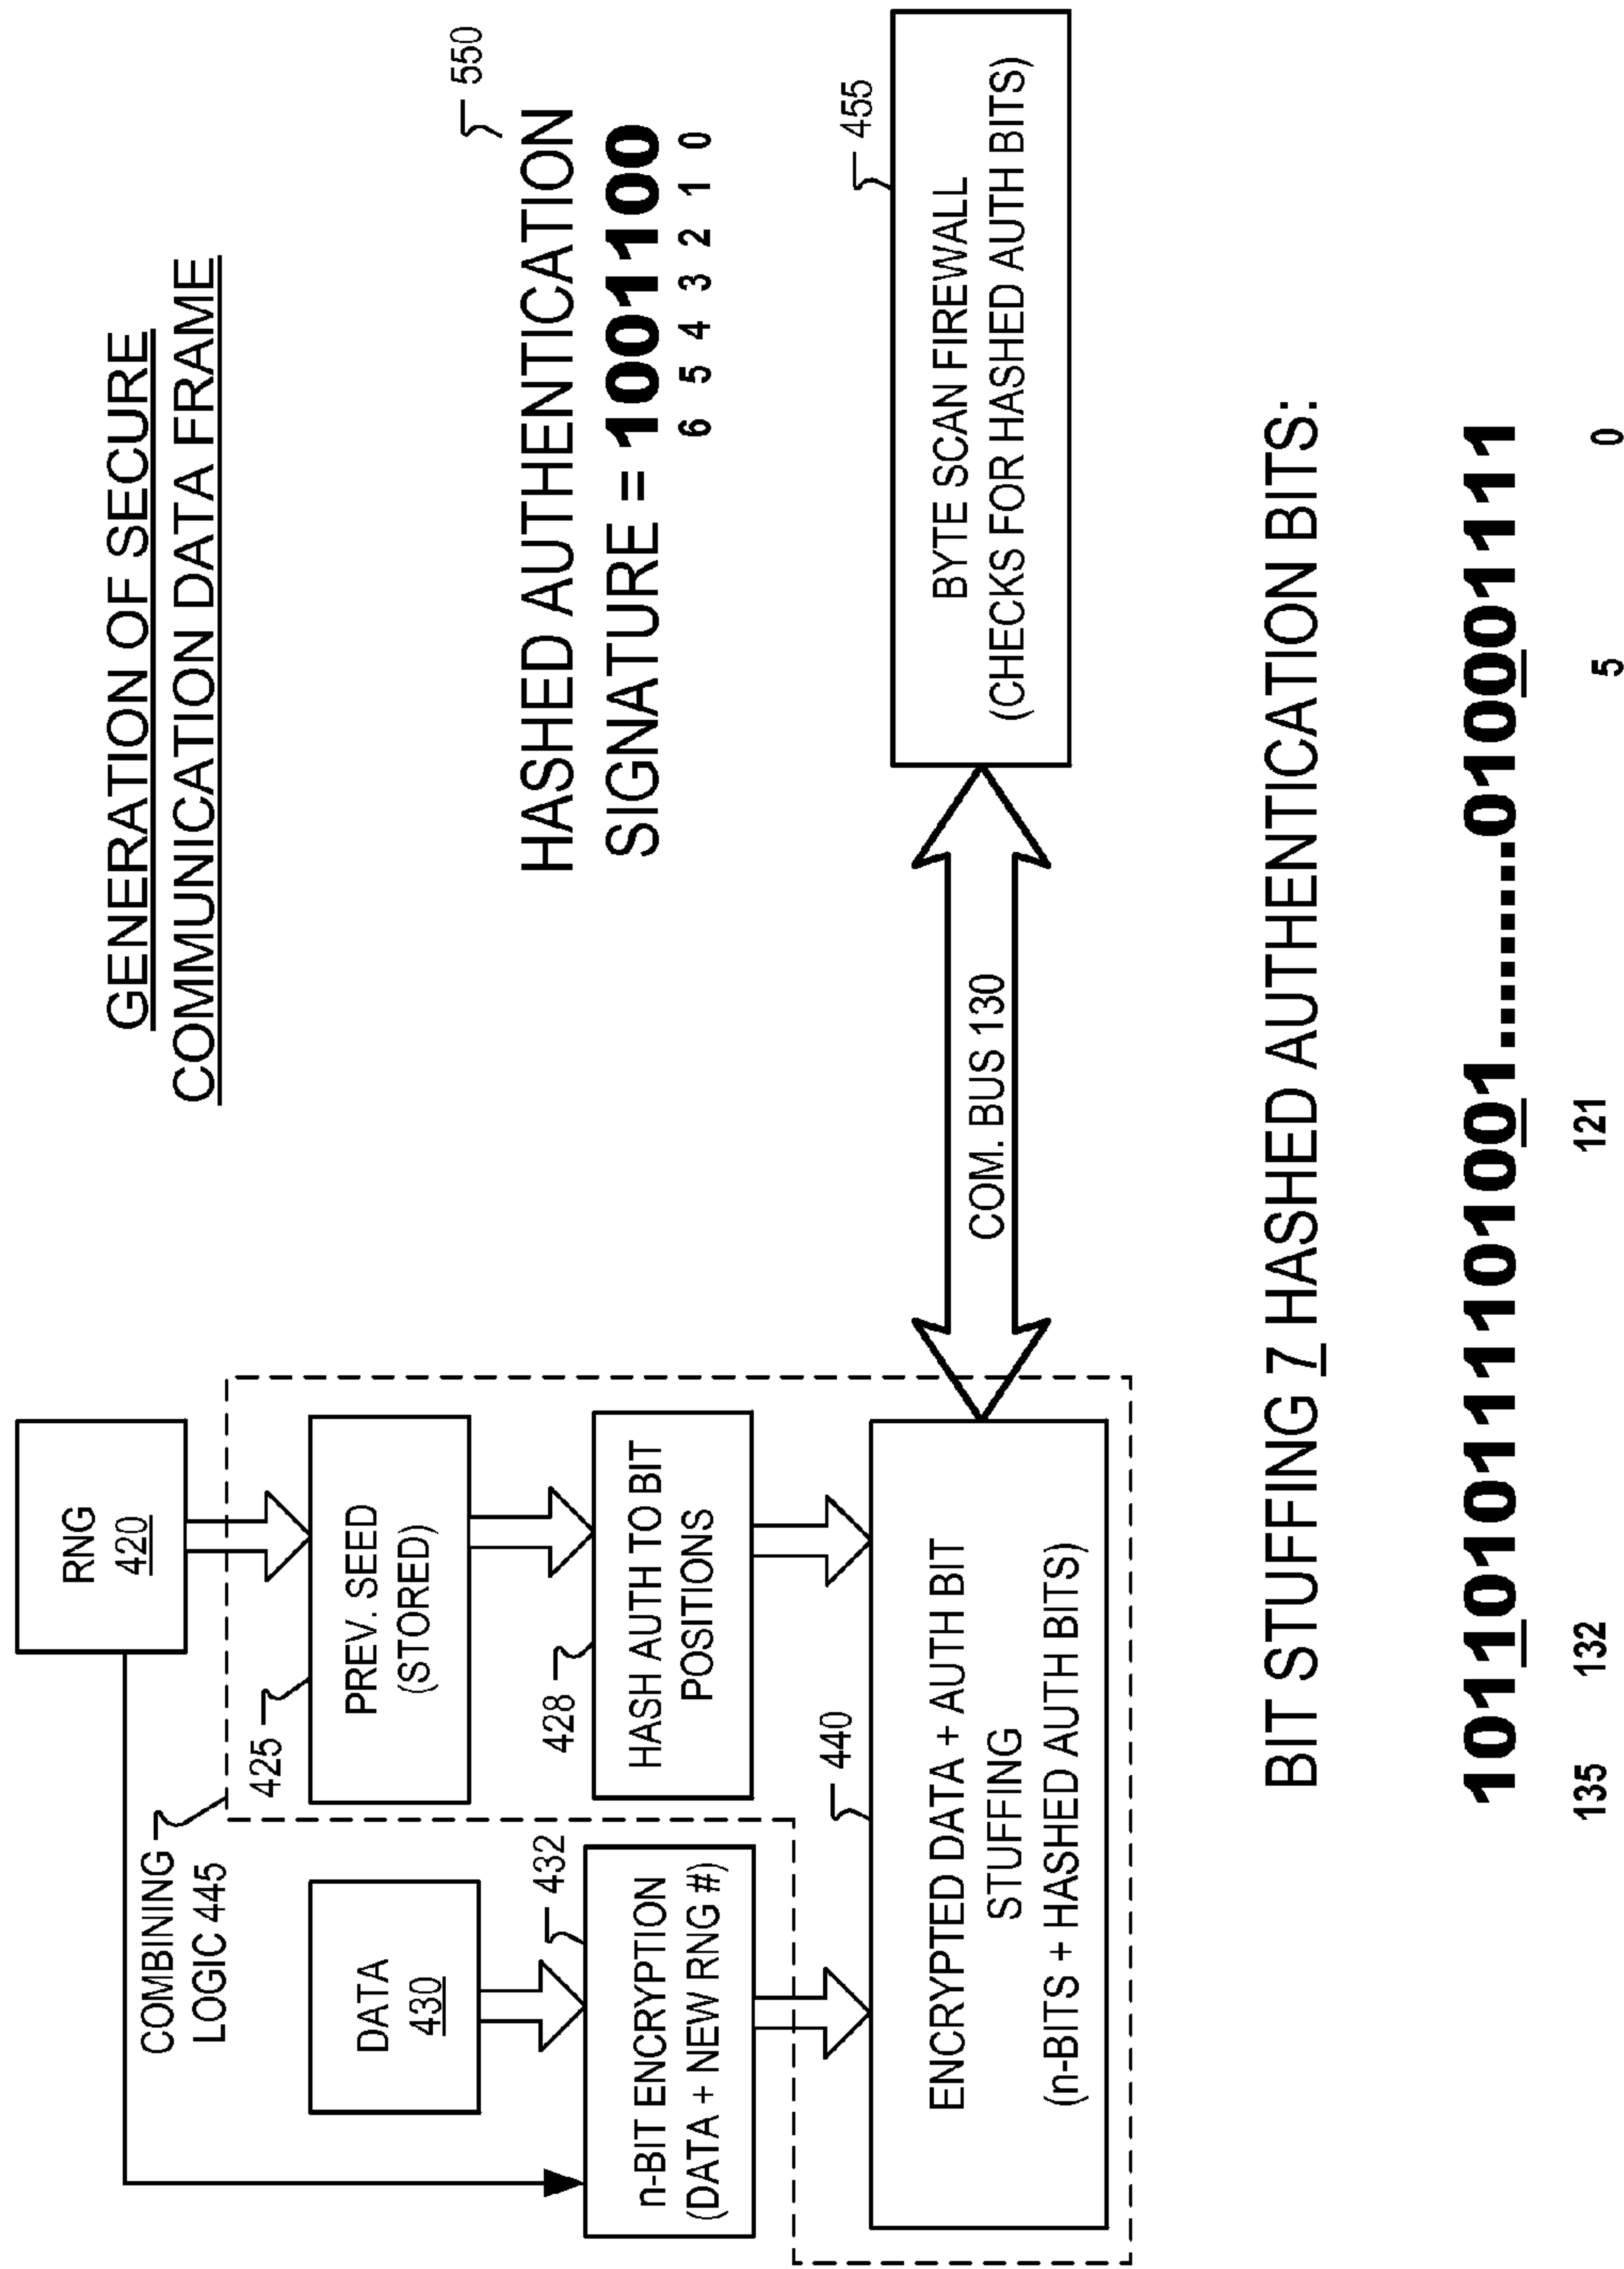 GENERATION OF SECURE
COMMUNICATION DATA FRAME
RNG
420
COMBINING
LOGIC 445
425
PREV. SEED
(STORED)
DATA
430
432
428
HASH AUTH TO BIT
POSITIONS
n-BIT ENCRYPTION
(DATA + NEW RNG #)
550
HASHED AUTHENTICATION
SIGNATURE = 1001100
6 5 4 3 2 1 0
440
ENCRYPTED DATA + AUTH BIT
STUFFING
(n-BITS + HASHED AUTH BITS)
COM. BUS 130
455
BYTE SCAN FIREWALL
(CHECKS FOR HASHED AUTH BITS)
BIT STUFFING 7 HASHED AUTHENTICATION BITS:
1011010111101001.........010001111
135 132 121 5 0